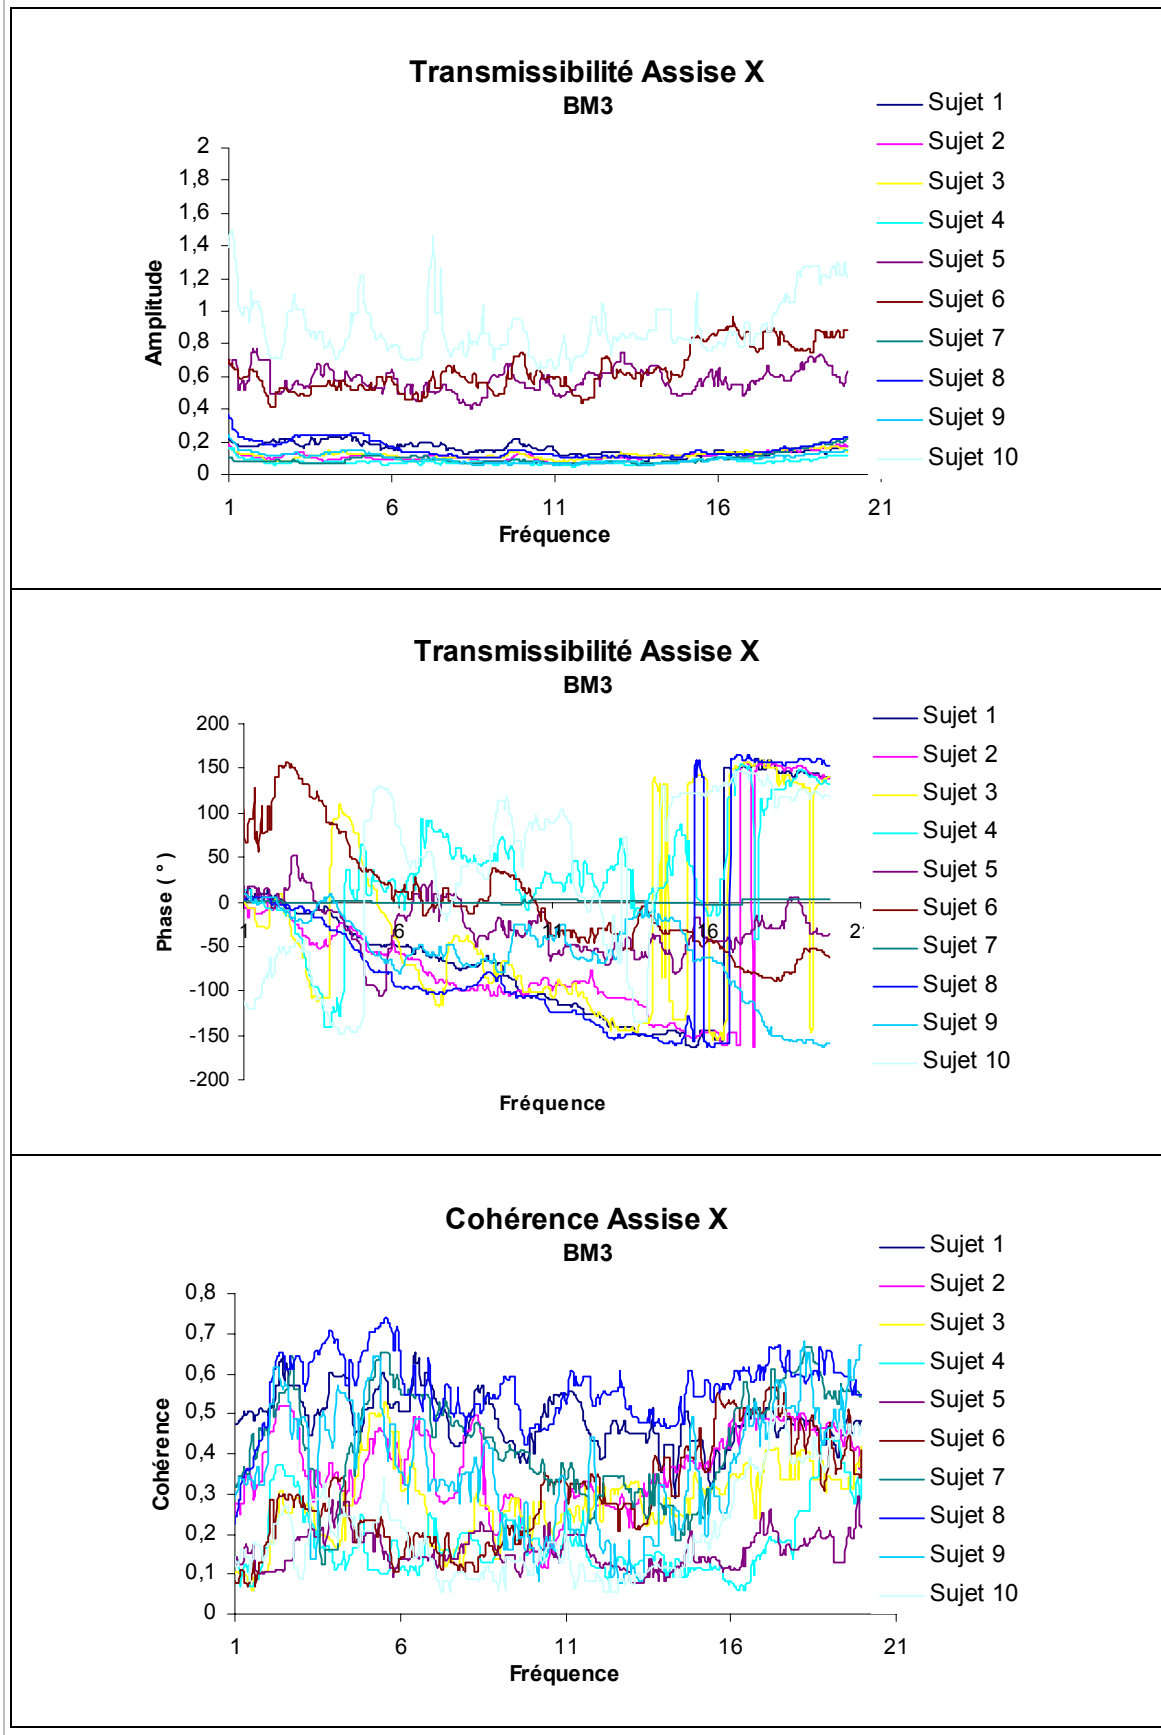 Transmissibilité Assise X
BM3
Amplitude
2
1,8
1,6
1,4
1,2
1
0,8
0,6
0,4
0,2
0
1 6 11 16 21
Fréquence
Sujet 1
Sujet 2
Sujet 3
Sujet 4
Sujet 5
Sujet 6
Sujet 7
Sujet 8
Sujet 9
Sujet 10
Transmissibilité Assise X
BM3
Phase ( ° )
200
150
100
50
0
-50
-100
-150
-200
1 6 11 16 21
Fréquence
Sujet 1
Sujet 2
Sujet 3
Sujet 4
Sujet 5
Sujet 6
Sujet 7
Sujet 8
Sujet 9
Sujet 10
Cohérence Assise X
BM3
Cohérence
0,8
0,7
0,6
0,5
0,4
0,3
0,2
0,1
0
1 6 11 16 21
Fréquence
Sujet 1
Sujet 2
Sujet 3
Sujet 4
Sujet 5
Sujet 6
Sujet 7
Sujet 8
Sujet 9
Sujet 10